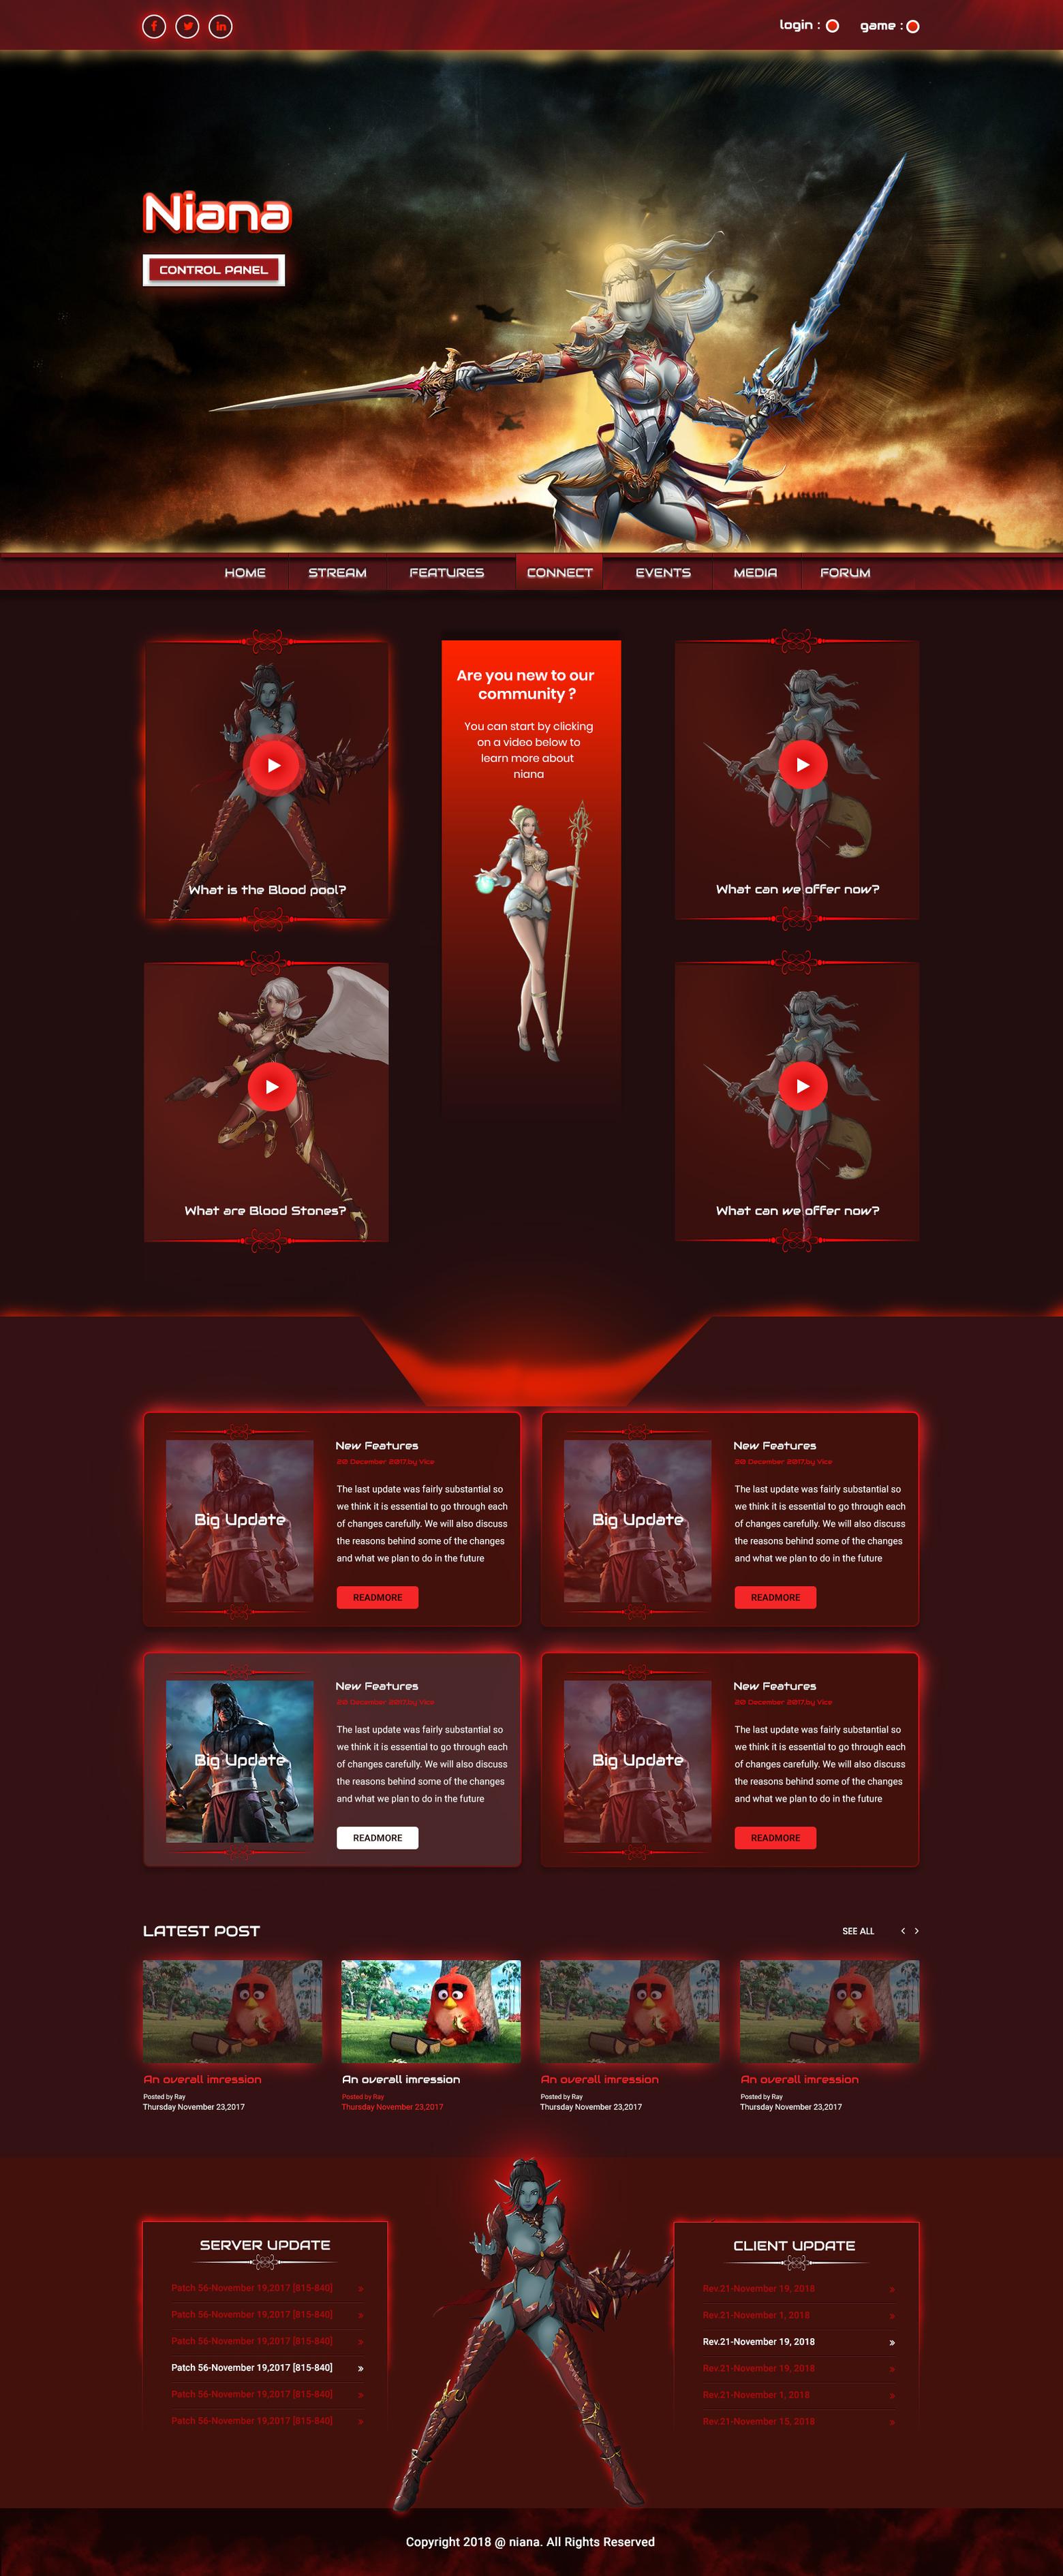 login :
game :
Niana
CONTROL PANEL
HOME
STREAM
FEATURES
CONNECT
EVENTS
MEDIA
FORUM
What is the Blood pool?
Are you new to our
community ?
You can start by clicking
on a video below to
learn more about
niana
What can we offer now?
What are Blood Stones?
What can we offer now?
Big Update
New Features
20 December 2017.by Vice
The last update was fairly substantial so
we think it is essential to go through each
of changes carefully. We will also discuss
the reasons behind some of the changes
and what we plan to do in the future
READMORE
Big Update
New Features
20 December 2017.by Vice
The last update was fairly substantial so
we think it is essential to go through each
of changes carefully. We will also discuss
the reasons behind some of the changes
and what we plan to do in the future
READMORE
Big Update
New Features
20 December 2017.by Vice
The last update was fairly substantial so
we think it is essential to go through each
of changes carefully. We will also discuss
the reasons behind some of the changes
and what we plan to do in the future
READMORE
Big Update
New Features
20 December 2017.by Vice
The last update was fairly substantial so
we think it is essential to go through each
of changes carefully. We will also discuss
the reasons behind some of the changes
and what we plan to do in the future
READMORE
LATEST POST
SEE ALL
An overall imression
Posted by Ray
Thursday November 23,2017
An overall imression
Posted by Ray
Thursday November 23,2017
An overall imression
Posted by Ray
Thursday November 23,2017
An overall imression
Posted by Ray
Thursday November 23,2017
SERVER UPDATE
Patch 56-November 19,2017 [815-840]
Patch 56-November 19,2017 [815-840]
Patch 56-November 19,2017 [815-840]
Patch 56-November 19,2017 [815-840]
Patch 56-November 19,2017 [815-840]
Patch 56-November 19,2017 [815-840]
CLIENT UPDATE
Rev.21-November 19, 2018
Rev.21-November 1, 2018
Rev.21-November 19, 2018
Rev.21-November 19, 2018
Rev.21-November 1, 2018
Rev.21-November 15, 2018
Copyright 2018 @ niana. All Rights Reserved